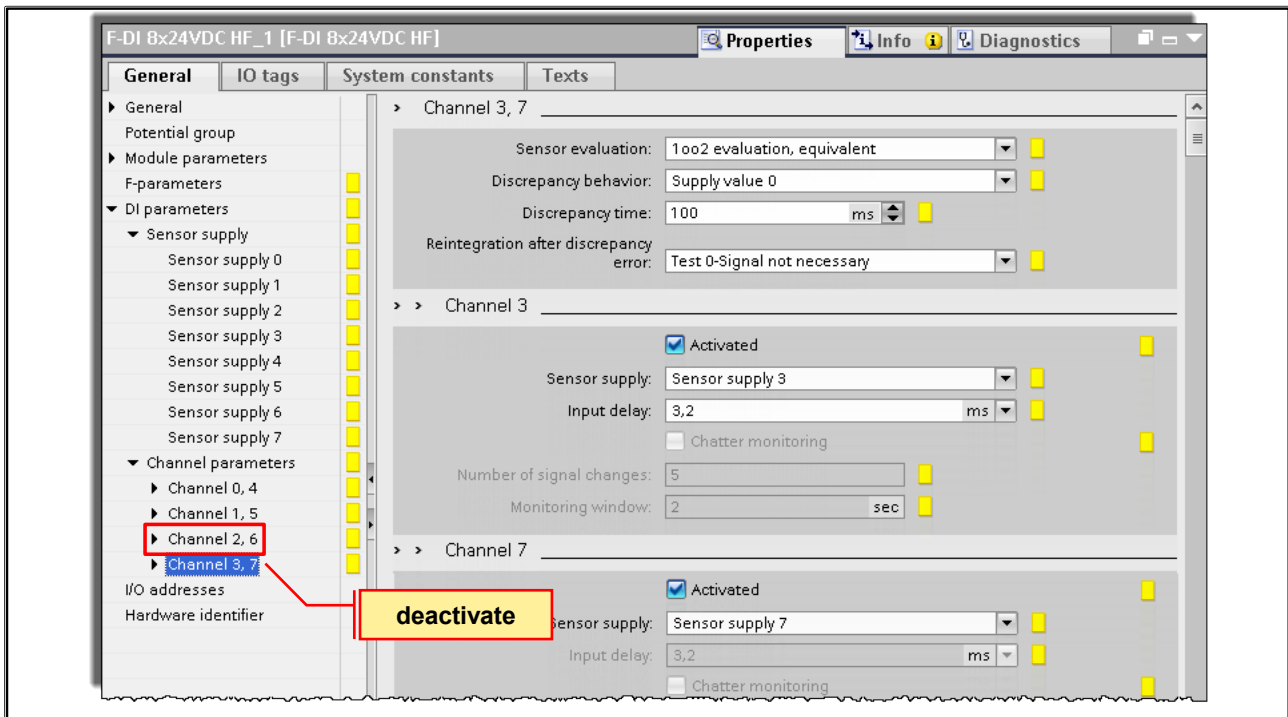 F-DI 8x24VDC HF_1 [F-DI 8x24VDC HF]
Properties Info Diagnostics
General IO tags System constants Texts
General
Potential group
Module parameters
F-parameters
DI parameters
Sensor supply
Sensor supply 0
Sensor supply 1
Sensor supply 2
Sensor supply 3
Sensor supply 4
Sensor supply 5
Sensor supply 6
Sensor supply 7
Channel parameters
Channel 0, 4
Channel 1, 5
Channel 2, 6
Channel 3, 7
I/O addresses
Hardware identifier
deactivate
Channel 3, 7
Sensor evaluation: 1oo2 evaluation, equivalent
Discrepancy behavior: Supply value 0
Discrepancy time: 100 ms
Reintegration after discrepancy
error: Test 0-Signal not necessary
Channel 3
Activated
Sensor supply: Sensor supply 3
Input delay: 3,2 ms
Chatter monitoring
Number of signal changes: 5
Monitoring window: 2 sec
Channel 7
Activated
Sensor supply: Sensor supply 7
Input delay: 3,2 ms
Chatter monitoring